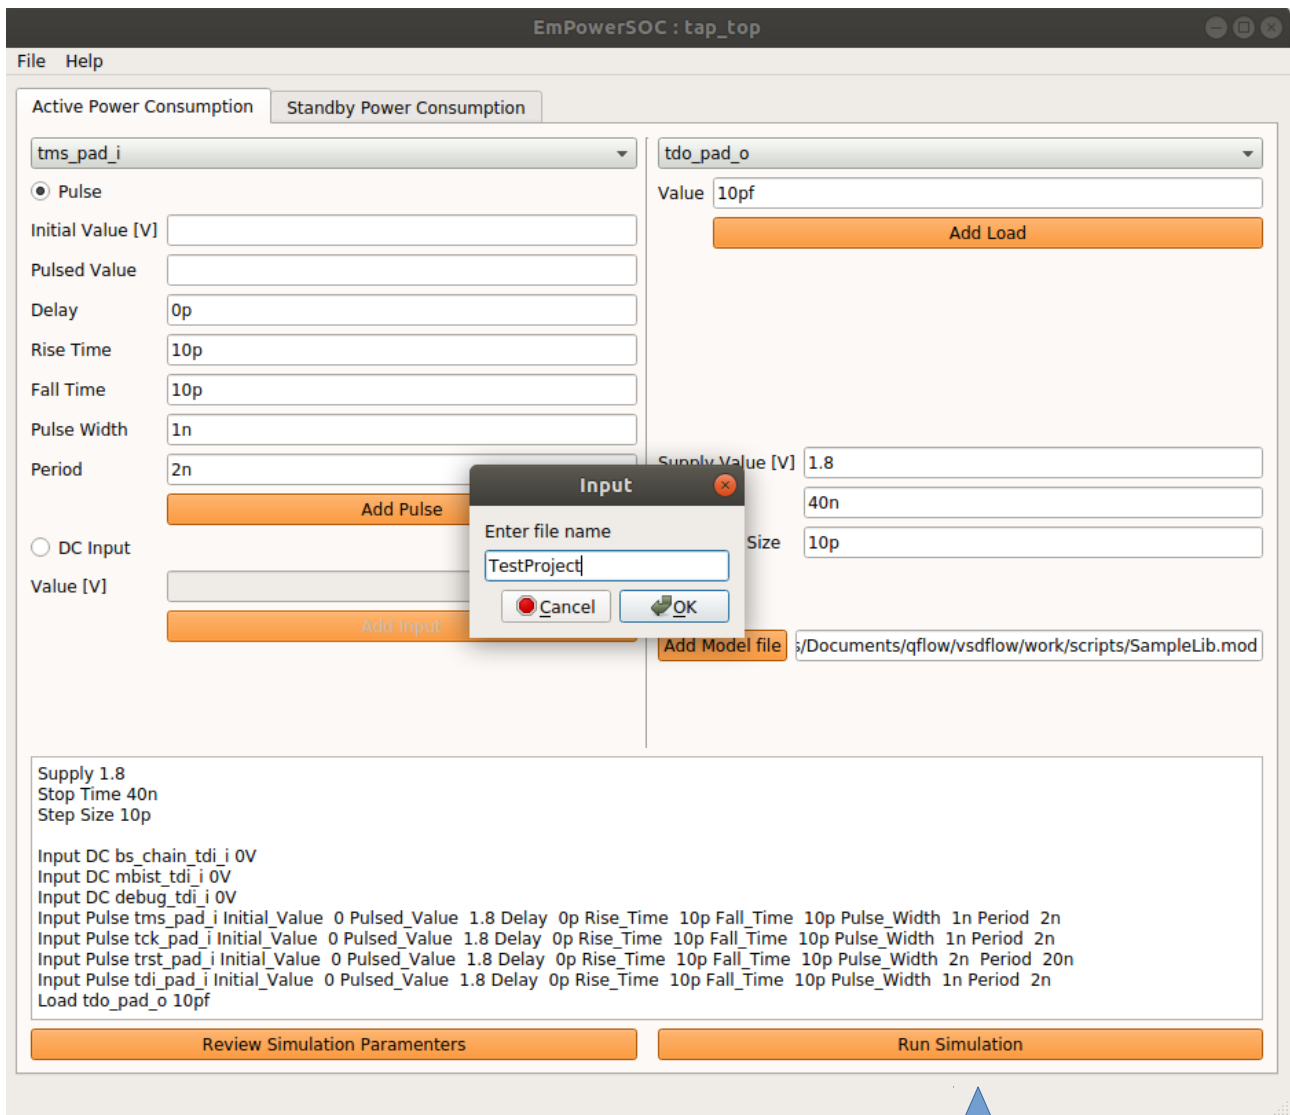 EmPowerSOC : tap_top
File Help
Active Power Consumption Standby Power Consumption
tms_pad_i
Pulse
Initial Value [V]
Pulsed Value
Delay 0p
Rise Time 10p
Fall Time 10p
Pulse Width 1n
Period 2n
Add Pulse
DC Input
Value [V]
Add Input
tdo_pad_o
Value 10pf
Add Load
Supply Value [V] 1.8
40n
Size 10p
Add Model file s/Documents/qflow/vsdflow/work/scripts/SampleLib.mod
Input
Enter file name
TestProject
Cancel OK
Supply 1.8
Stop Time 40n
Step Size 10p
Input DC bs_chain_tdi_i 0V
Input DC mbist_tdi_i 0V
Input DC debug_tdi_i 0V
Input Pulse tms_pad_i Initial_Value 0 Pulsed_Value 1.8 Delay 0p Rise_Time 10p Fall_Time 10p Pulse_Width 1n Period 2n
Input Pulse tck_pad_i Initial_Value 0 Pulsed_Value 1.8 Delay 0p Rise_Time 10p Fall_Time 10p Pulse_Width 1n Period 2n
Input Pulse trst_pad_i Initial_Value 0 Pulsed_Value 1.8 Delay 0p Rise_Time 10p Fall_Time 10p Pulse_Width 2n Period 20n
Input Pulse tdi_pad_i Initial_Value 0 Pulsed_Value 1.8 Delay 0p Rise_Time 10p Fall_Time 10p Pulse_Width 1n Period 2n
Load tdo_pad_o 10pf
Review Simulation Paramenters Run Simulation